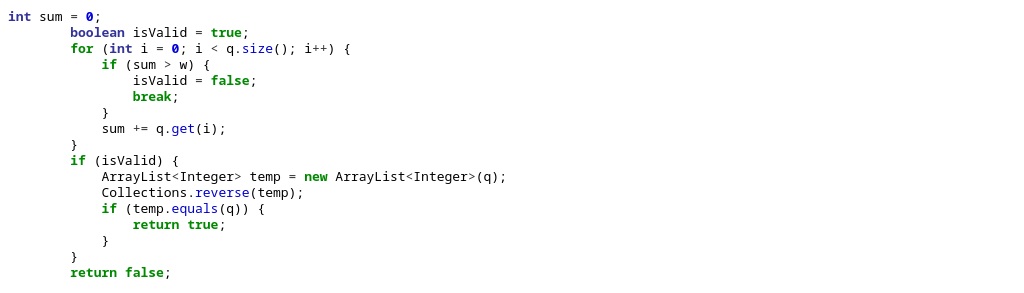 int sum = 0;
        boolean isValid = true;
        for (int i = 0; i < q.size(); i++) {
            if (sum > w) {
                isValid = false;
                break;
            }
            sum += q.get(i);
        }
        if (isValid) {
            ArrayList<Integer> temp = new ArrayList<Integer>(q);
            Collections.reverse(temp);
            if (temp.equals(q)) {
                return true;
            }
        }
        return false;